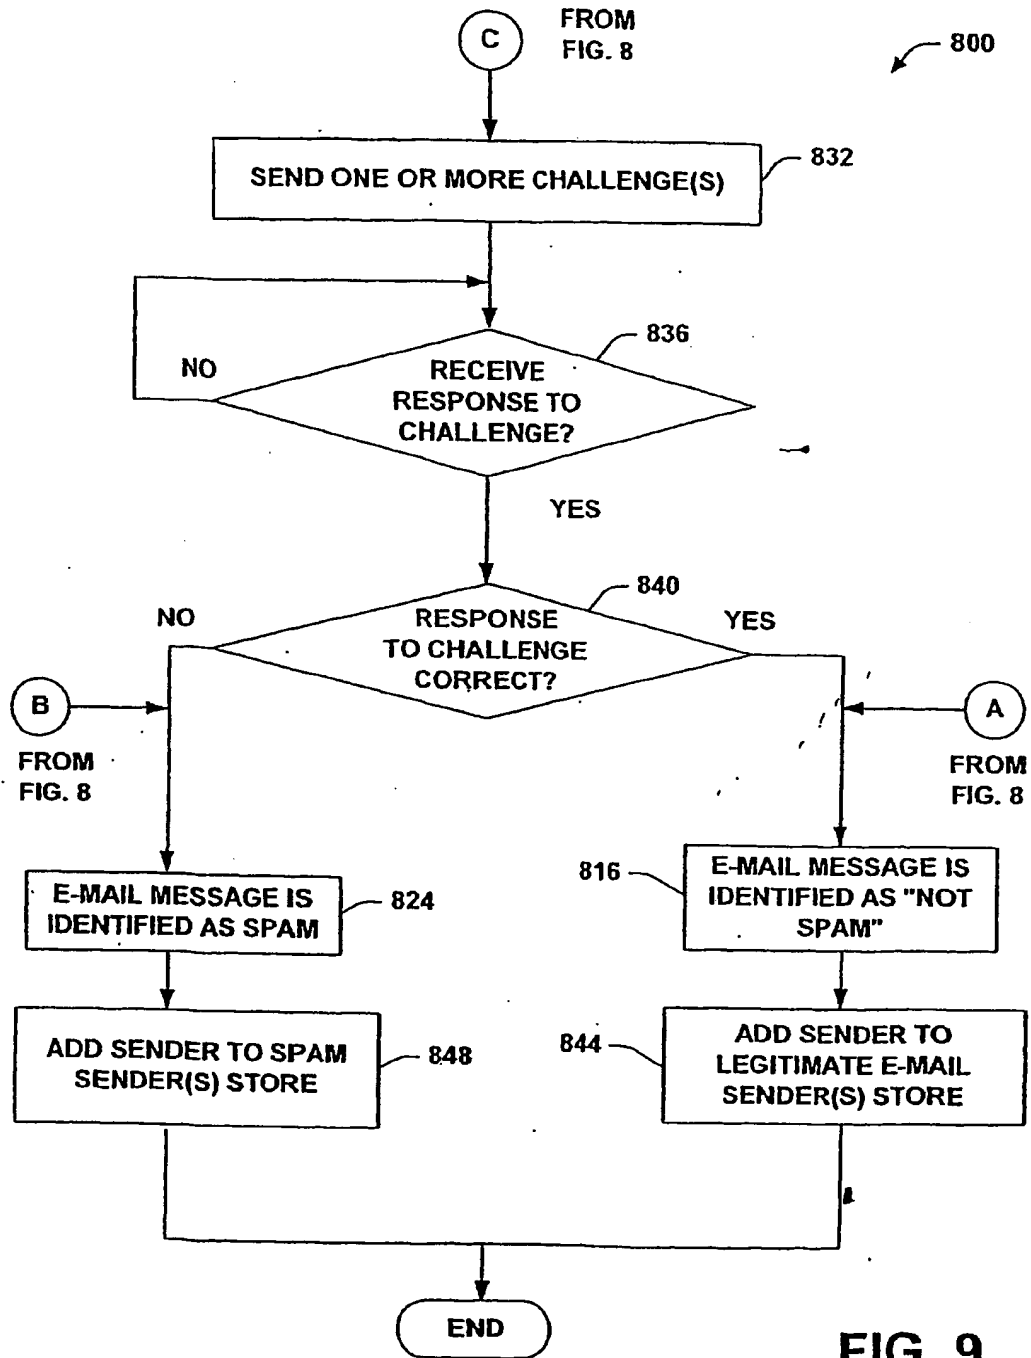 C
FROM
FIG. 8
800
SEND ONE OR MORE CHALLENGE(S)
832
836
NO
RECEIVE
RESPONSE TO
CHALLENGE?
YES
840
NO
RESPONSE
TO CHALLENGE
CORRECT?
YES
B
FROM
FIG. 8
A
FROM
FIG. 8
E-MAIL MESSAGE IS
IDENTIFIED AS SPAM
824
816
E-MAIL MESSAGE IS
IDENTIFIED AS "NOT
SPAM"
ADD SENDER TO SPAM
SENDER(S) STORE
848
844
ADD SENDER TO
LEGITIMATE E-MAIL
SENDER(S) STORE
END
FIG. 9